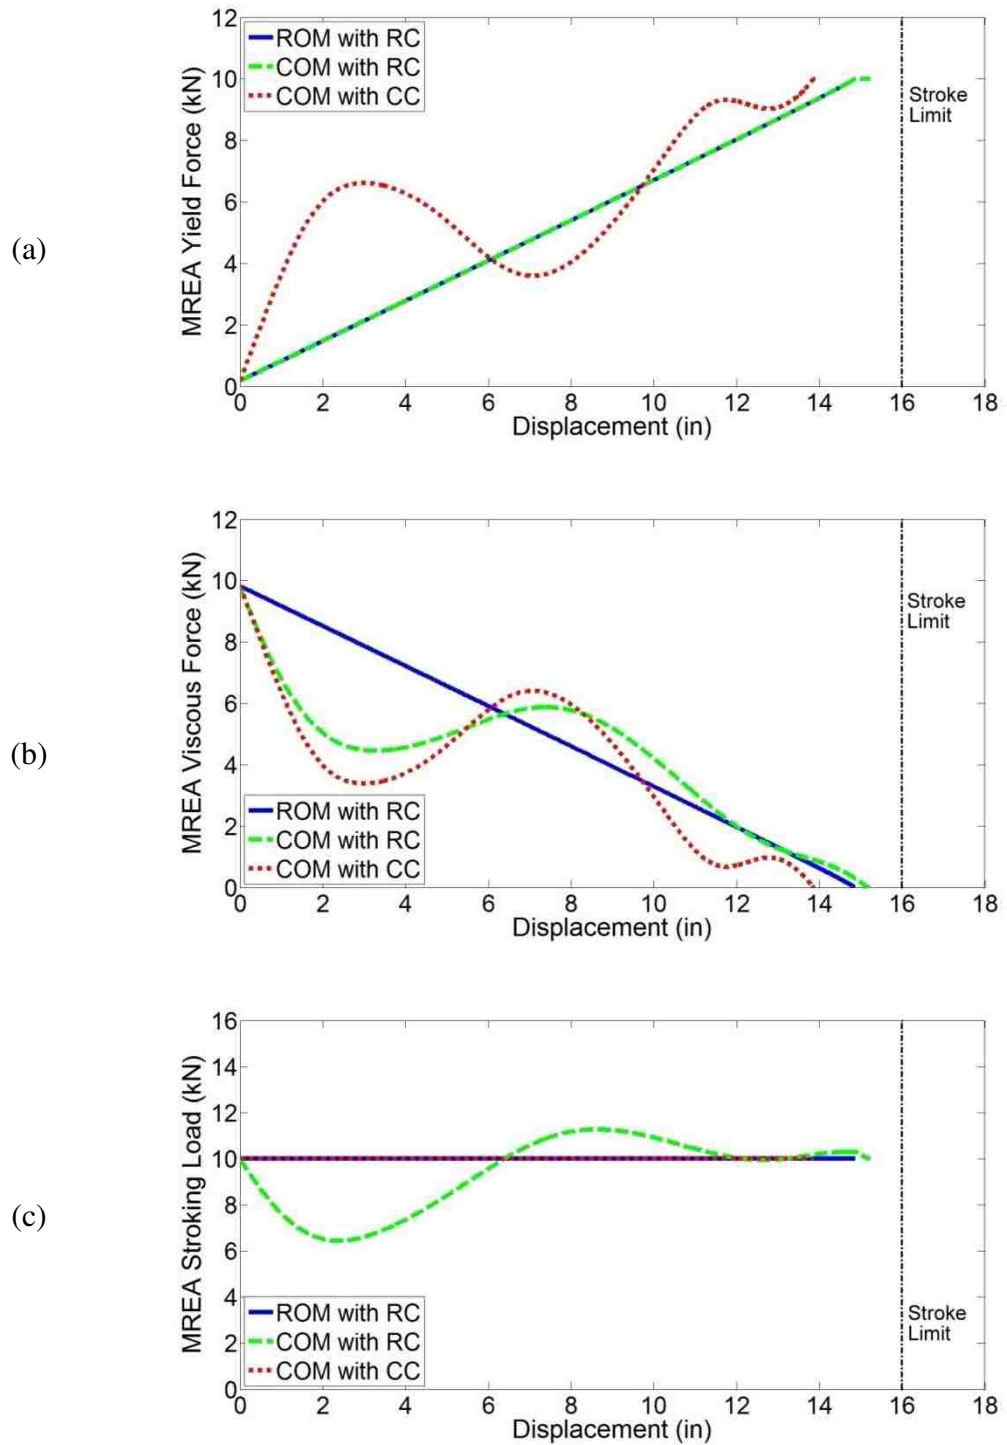 (a)
MREA Yield Force (kN)
12
10
8
6
4
2
0
ROM with RC
COM with RC
COM with CC
Stroke
Limit
0 2 4 6 8 10 12 14 16 18
Displacement (in)
(b)
MREA Viscous Force (kN)
12
10
8
6
4
2
0
Stroke
Limit
ROM with RC
COM with RC
COM with CC
0 2 4 6 8 10 12 14 16 18
Displacement (in)
(c)
MREA Stroking Load (kN)
16
14
12
10
8
6
4
2
0
ROM with RC
COM with RC
COM with CC
Stroke
Limit
0 2 4 6 8 10 12 14 16 18
Displacement (in)